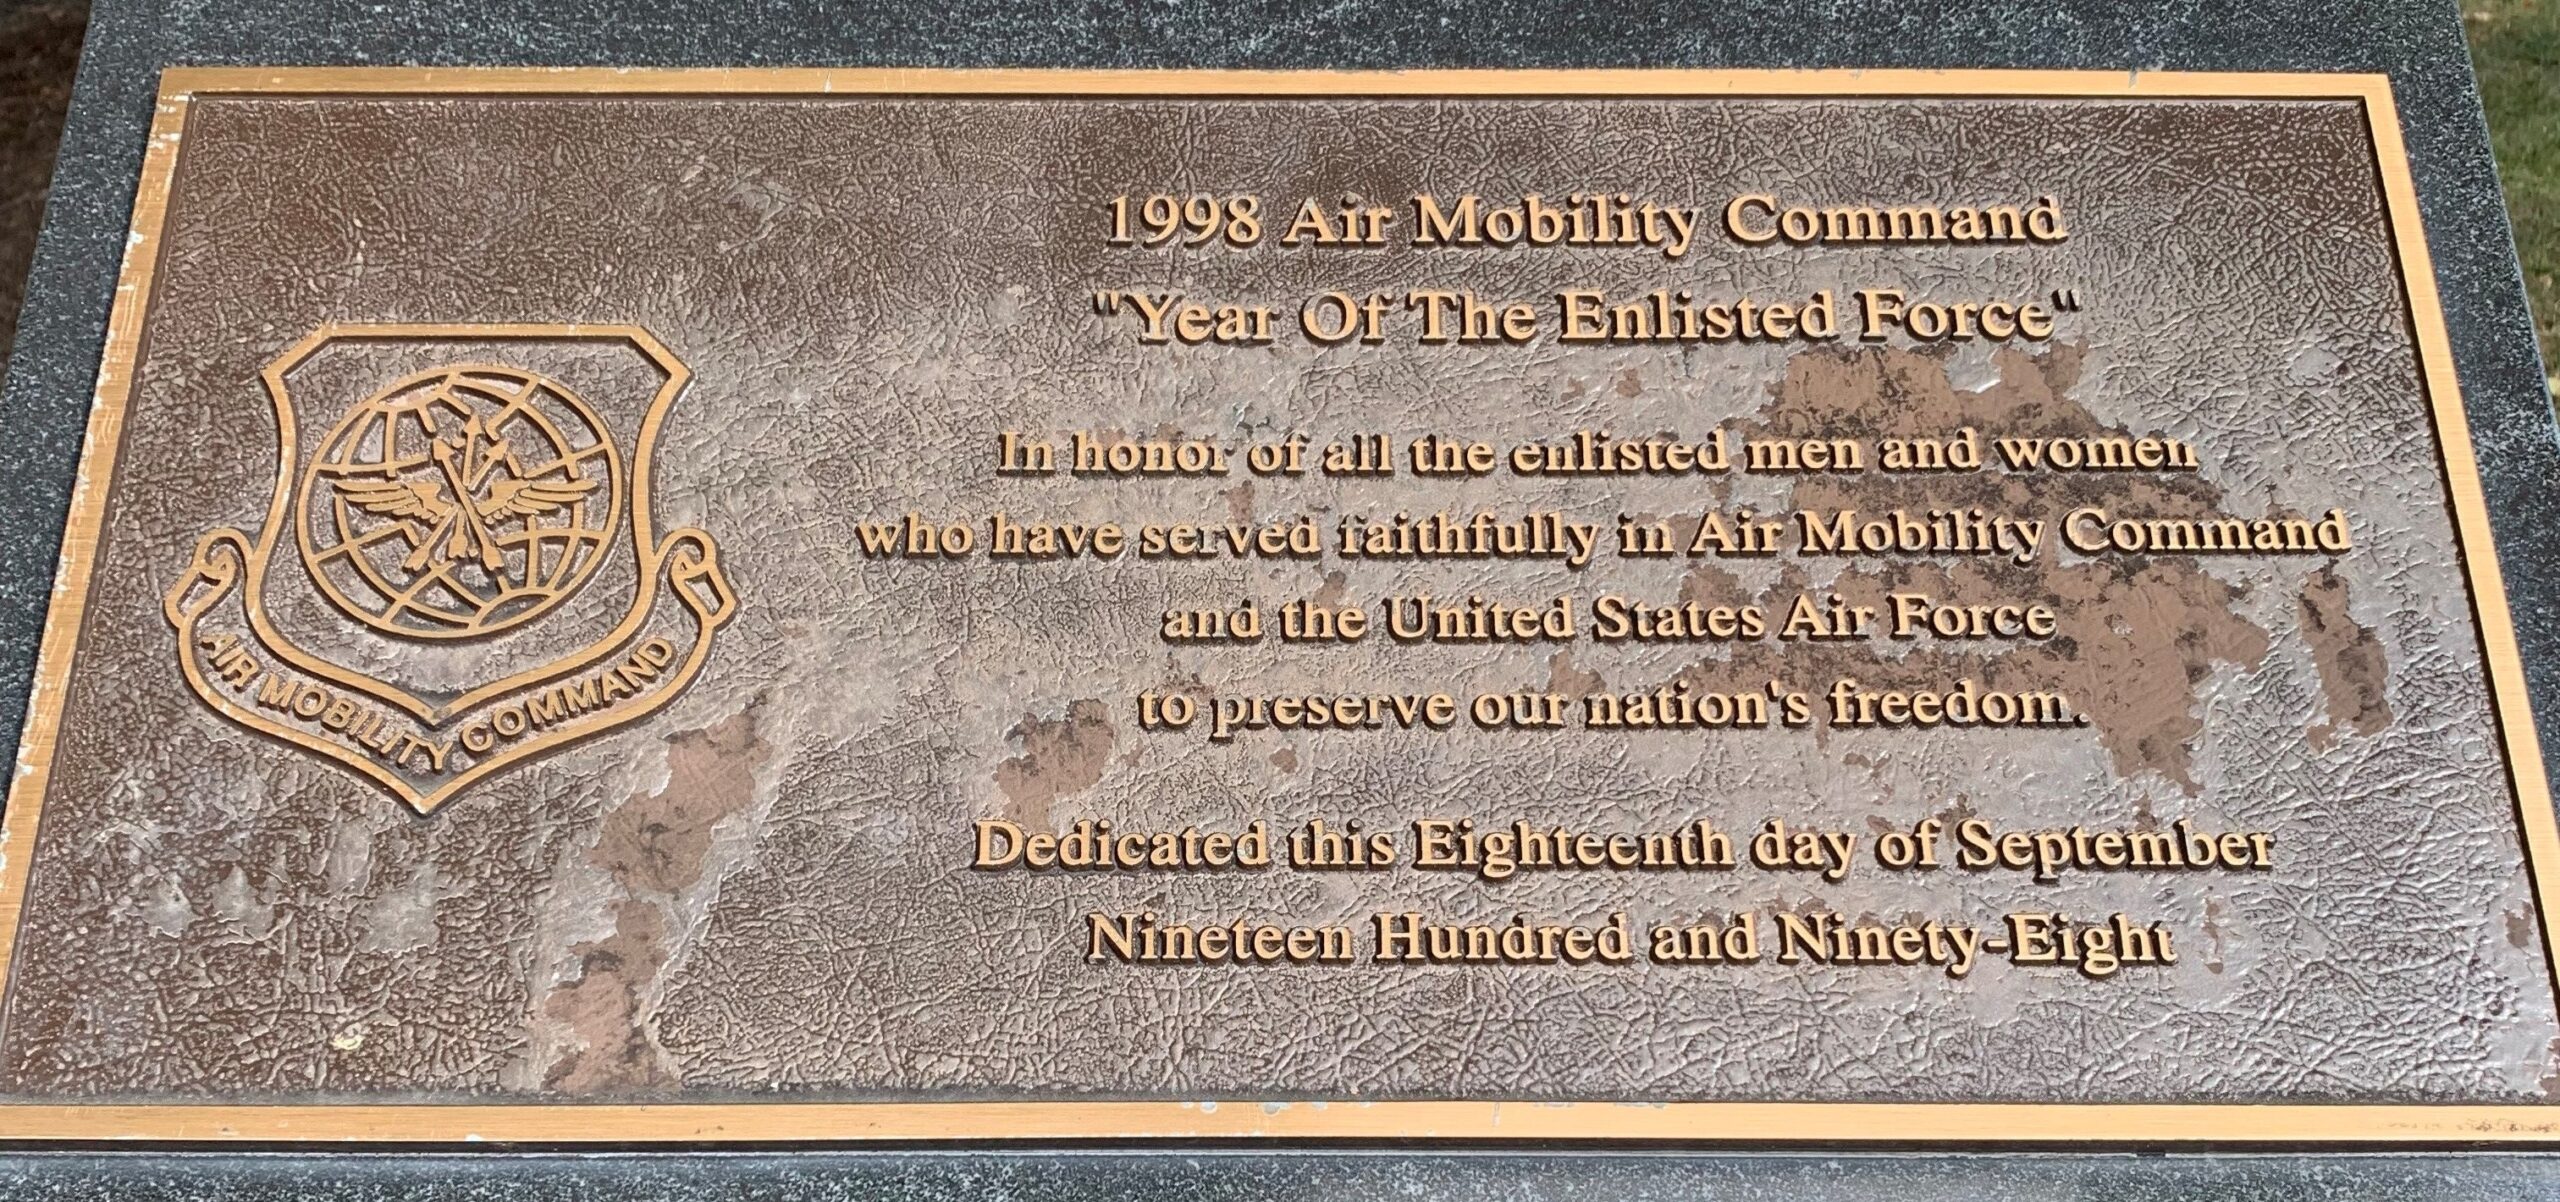 1998 Air Mobility Command
"Year Of The Enlisted Force"
In honor of all the enlisted men and women
who have served faithfully in Air Mobility Command
and the United States Air Force
to preserve our nation's freedom.
Dedicated this Eighteenth day of September
Nineteen Hundred and Ninety-Eight
AIR MOBILITY COMMAND